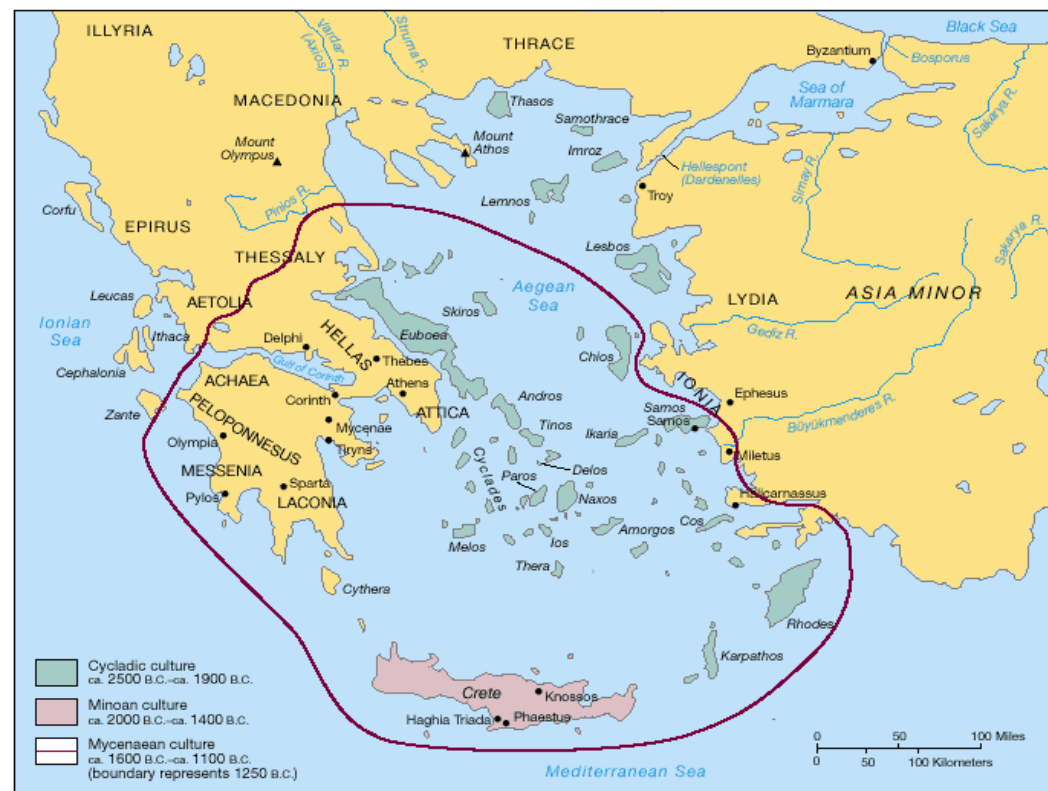 ILLYRIA
Vardar R.
(Axios)
Struma R.
THRACE
Black Sea
Byzantium
Bosporus
Sea of
Marmara
Sakarya R.
MACEDONIA
Thasos
Samothrace
Mount
Olympus
Mount
Athos
Imroz
Hellespont
(Dardenelles)
Simav R.
Troy
Lemnos
Corfu
Pinios R.
EPIRUS
THESSALY
Lesbos
Sakarya R.
Aegean
Sea
LYDIA
ASIA MINOR
Leucas
AETOLIA
Skiros
Ionian
Sea
Ithaca
HELLAS
Euboea
Gediz R.
Delphi
Thebes
Chios
Cephalonia
Gulf of Corinth
ACHAEA
Athens
IONIA
Ephesus
Corinth
ATTICA
Andros
Zante
PELOPONNESUS
Mycenae
Samos
Samos
Büyükmenderes R.
Tinos
Ikaria
Olympia
Tiryns
Miletus
Cyclades
Delos
MESSENIA
Paros
Sparta
Naxos
Halicarnassus
Pylos
LACONIA
Cos
Amorgos
Melos
Ios
Thera
Cythera
Rhodes
Karpathos
Crete
Knossos
Haghia Triada
Phaestus
Cycladic culture
ca. 2500 B.C.–ca. 1900 B.C.
Minoan culture
ca. 2000 B.C.–ca. 1400 B.C.
Mycenaean culture
ca. 1600 B.C.–ca. 1100 B.C.
(boundary represents 1250 B.C.)
Mediterranean Sea
0 50 100 Miles
0 50 100 Kilometers